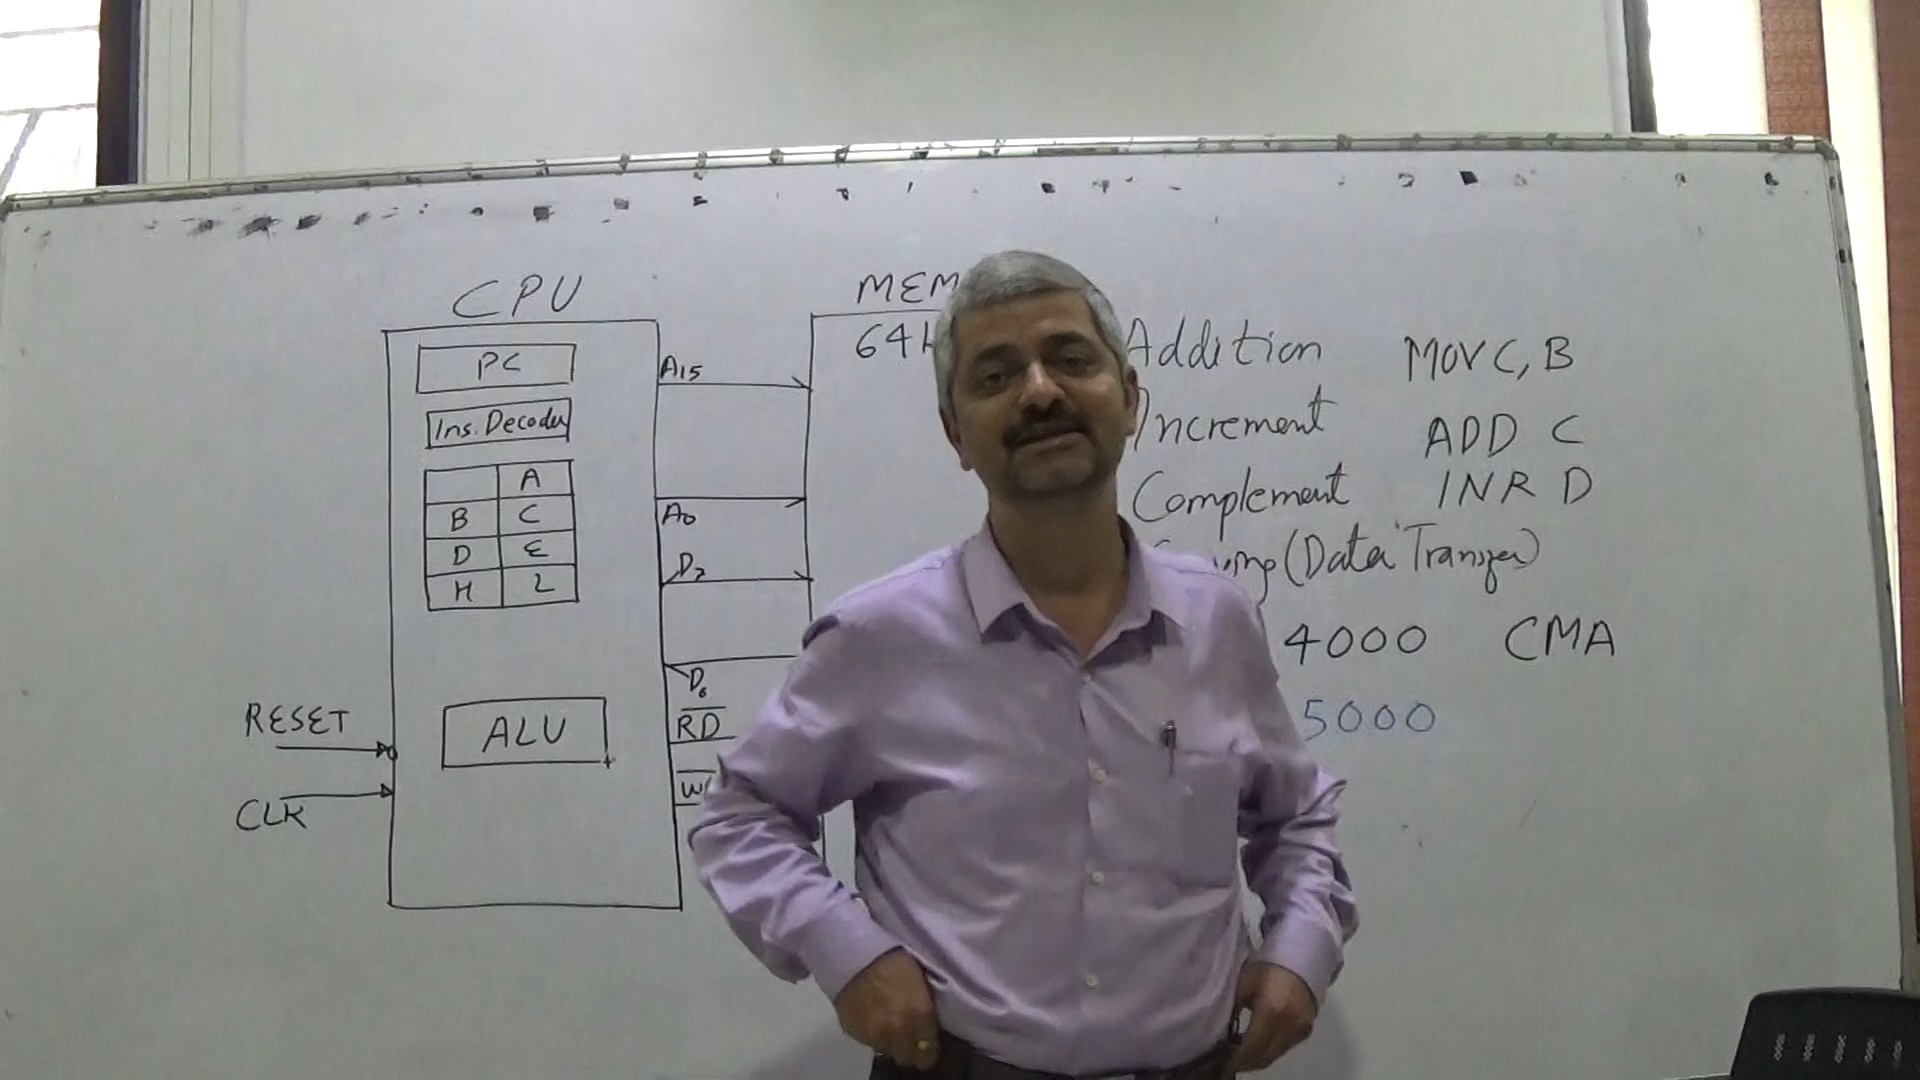 CPU
PC
Ins. Decoder
A
B C
D E
H L
ALU
RESET
CLK
A15
A0
D7
D0
RD
MEM
Addition MOV C, B
Increment ADD C
Complement INR D
(Data Transfer)
4000 CMA
5000